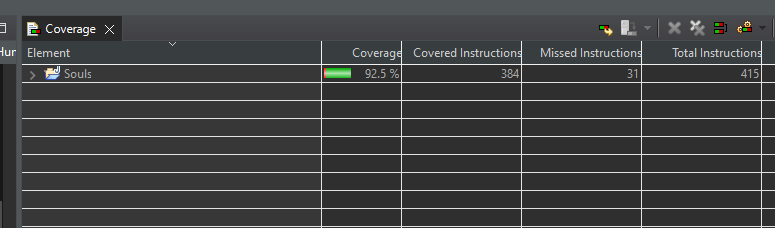 Coverage
Hur
Element Coverage Covered Instructions Missed Instructions Total Instructions
Souls 92.5 % 384 31 415